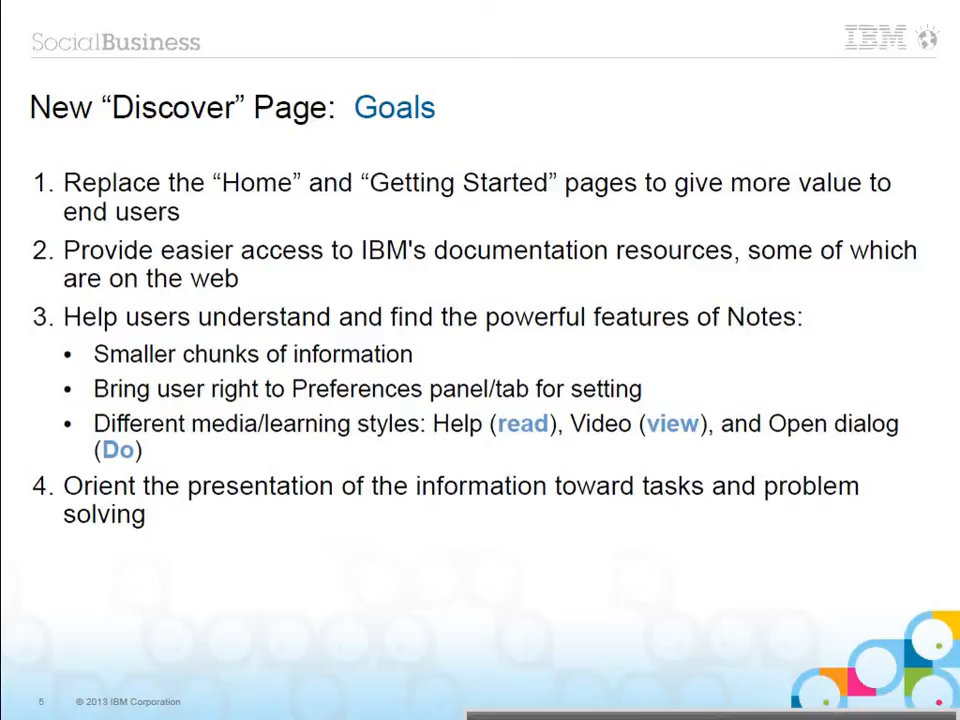 SocialBusiness
IBM
New “Discover” Page: Goals
1. Replace the “Home” and “Getting Started” pages to give more value to
end users
2. Provide easier access to IBM's documentation resources, some of which
are on the web
3. Help users understand and find the powerful features of Notes:
• Smaller chunks of information
• Bring user right to Preferences panel/tab for setting
• Different media/learning styles: Help (read), Video (view), and Open dialog
(Do)
4. Orient the presentation of the information toward tasks and problem
solving
5 © 2013 IBM Corporation